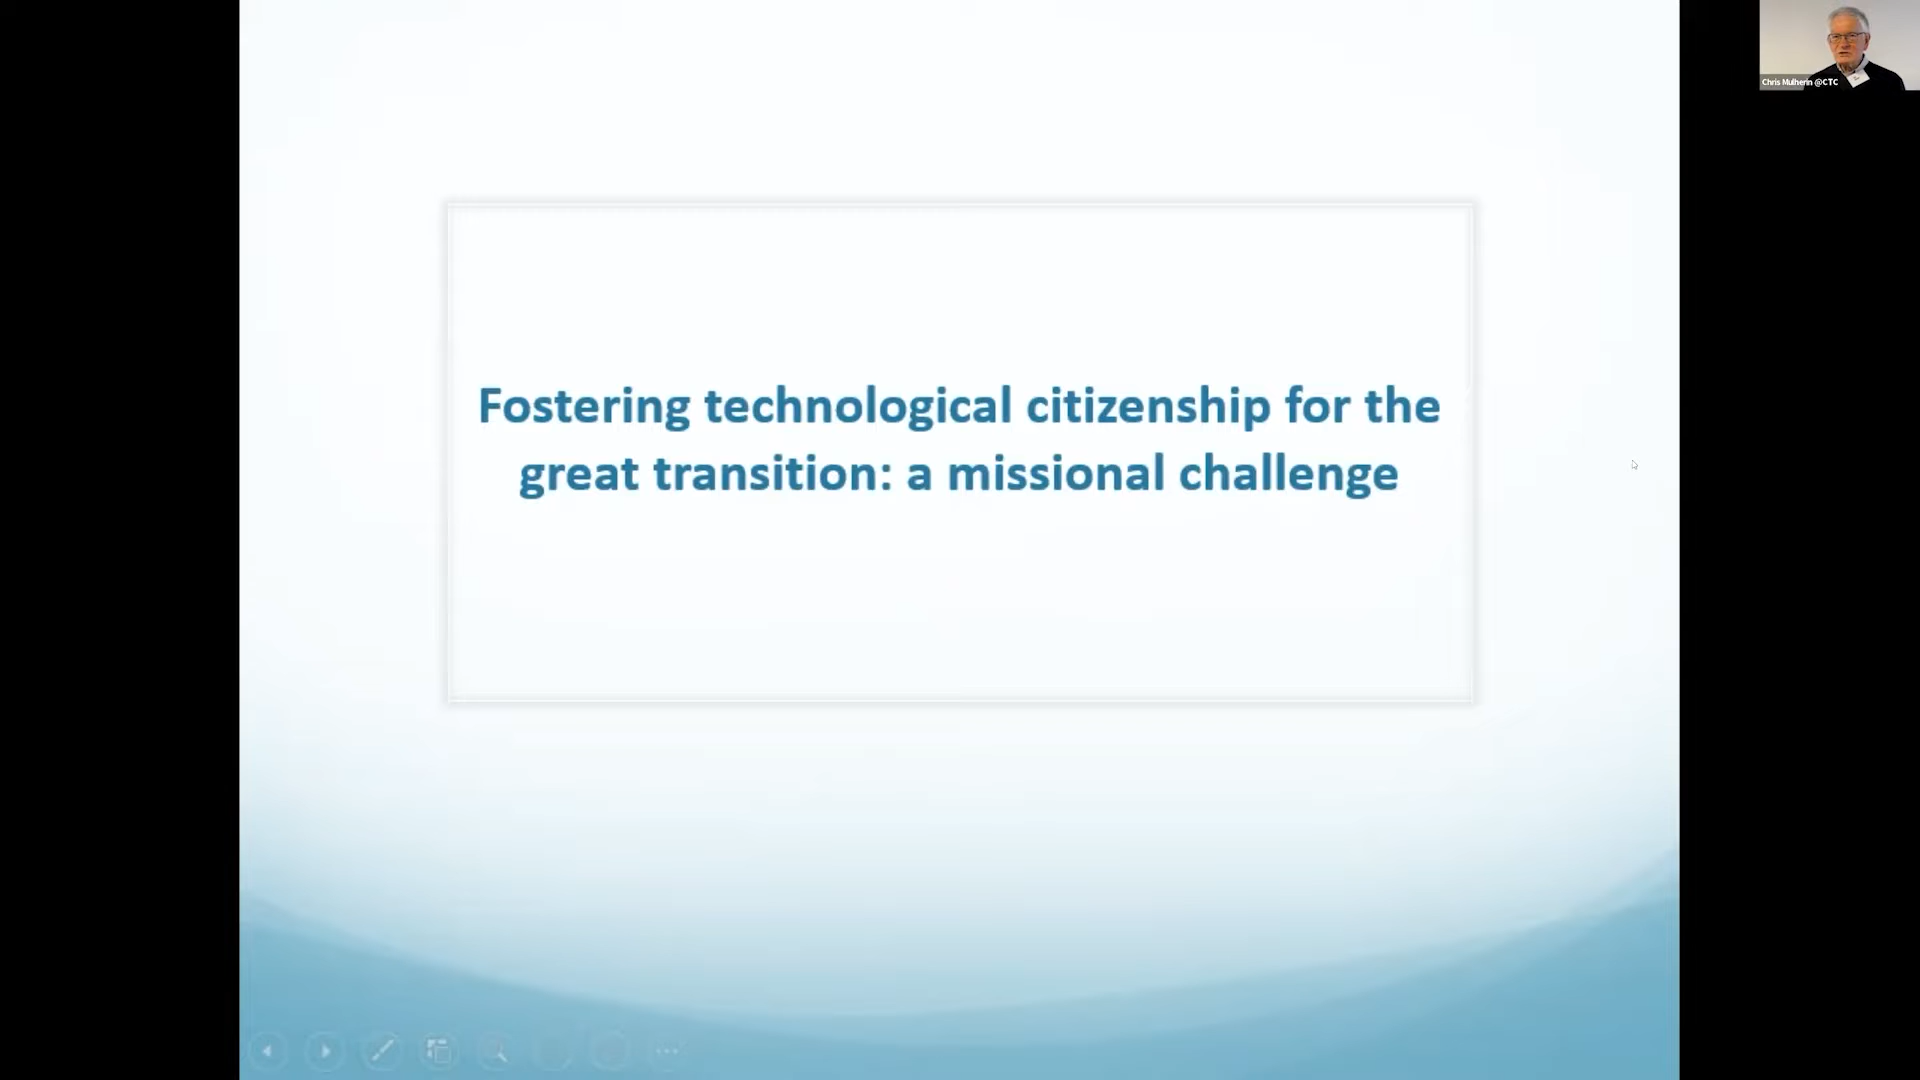 Fostering technological citizenship for the
great transition: a missional challenge
Chris Mulherin @CTC